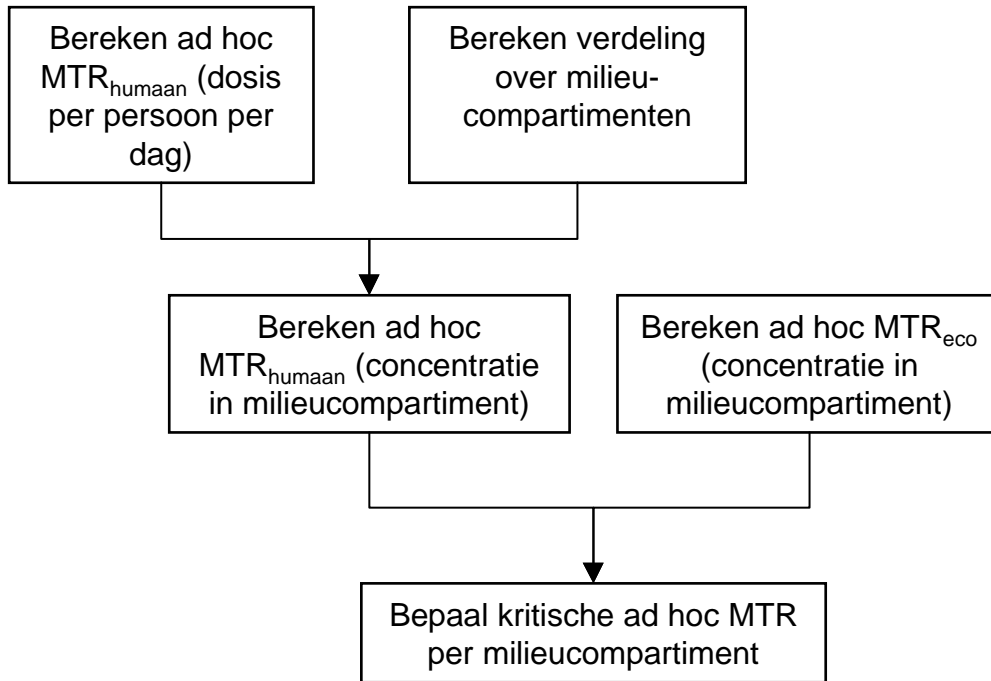 Bereken ad hoc
MTRhumaan (dosis
per persoon per
dag)
Bereken verdeling
over milieu-
compartimenten
Bereken ad hoc
MTRhumaan (concentratie
in milieucompartiment)
Bereken ad hoc MTReco
(concentratie in
milieucompartiment)
Bepaal kritische ad hoc MTR
per milieucompartiment